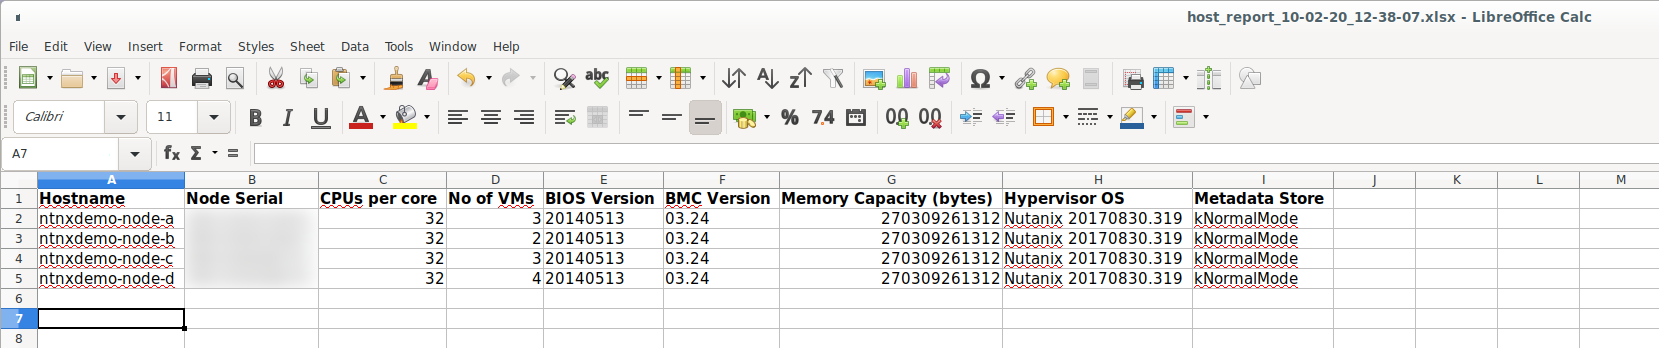 host_report_10-02-20_12-38-07.xlsx - LibreOffice Calc
File Edit View Insert Format Styles Sheet Data Tools Window Help
Calibri 11 B I U A % 7.4
A7 fx Σ =
A B C D E F G H I J K L M
1 Hostname Node Serial CPUs per core No of VMs BIOS Version BMC Version Memory Capacity (bytes) Hypervisor OS Metadata Store
2 ntnxdemo-node-a 32 3 20140513 03.24 270309261312 Nutanix 20170830.319 kNormalMode
3 ntnxdemo-node-b 32 2 20140513 03.24 270309261312 Nutanix 20170830.319 kNormalMode
4 ntnxdemo-node-c 32 3 20140513 03.24 270309261312 Nutanix 20170830.319 kNormalMode
5 ntnxdemo-node-d 32 4 20140513 03.24 270309261312 Nutanix 20170830.319 kNormalMode
6
7
8